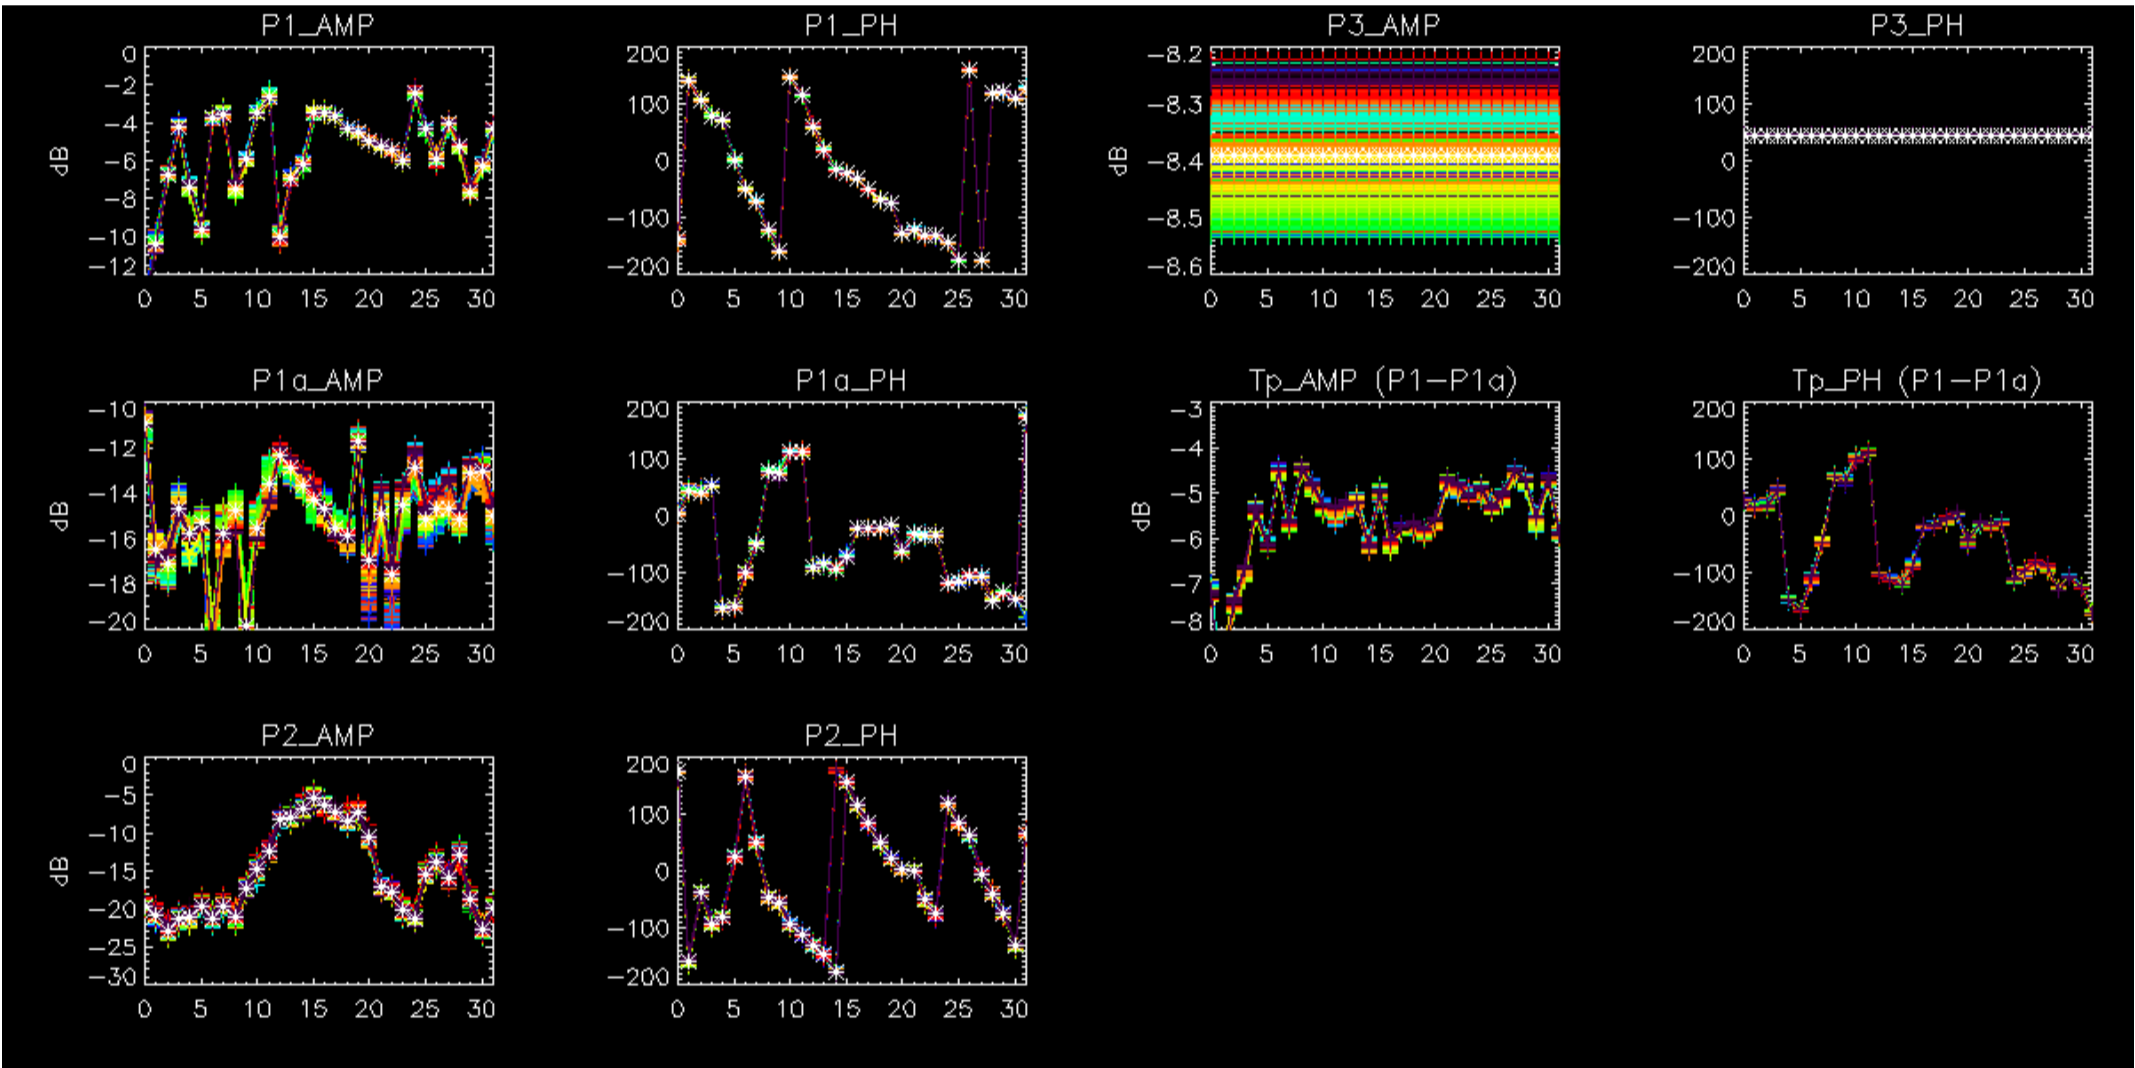 P1_AMP P1_PH P3_AMP P3_PH
0 200 -8.2 200
-2
-4 100 -8.3 100
dB -6 0 dB -8.4 0
-8
-10 -100 -8.5 -100
-12 -200 -8.6 -200
0 5 10 15 20 25 30 0 5 10 15 20 25 30 0 5 10 15 20 25 30 0 5 10 15 20 25 30
P1a_AMP P1a_PH Tp_AMP (P1-P1a) Tp_PH (P1-P1a)
-10 200 -3 200
-12 100 -4 100
dB -14 0 dB -5 0
-16 -6
-18 -100 -7 -100
-20 -200 -8 -200
0 5 10 15 20 25 30 0 5 10 15 20 25 30 0 5 10 15 20 25 30 0 5 10 15 20 25 30
P2_AMP P2_PH
0 200
-5
-10 100
dB -15 0
-20
-25 -100
-30 -200
0 5 10 15 20 25 30 0 5 10 15 20 25 30